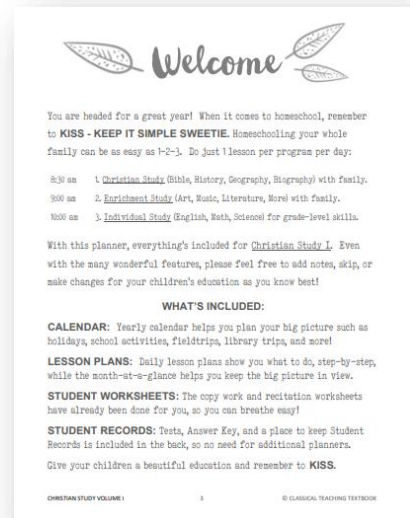 Welcome
You are headed for a great year! When it comes to homeschool, remember
to KISS - KEEP IT SIMPLE SWEETIE. Homeschooling your whole
family can be as easy as 1-2-3. Do just 1 lesson per program per day:
8:30 am 1. Christian Study (Bible, History, Geography, Biography) with family.
9:00 am 2. Enrichment Study (Art, Music, Literature, More) with family.
10:00 am 3. Individual Study (English, Math, Science) for grade-level skills.
With this planner, everything's included for Christian Study I. Even
with the many wonderful features, please feel free to add notes, skip, or
make changes for your children's education as you know best!
WHAT'S INCLUDED:
CALENDAR: Yearly calendar helps you plan your big picture such as
holidays, school activities, fieldtrips, library trips, and more!
LESSON PLANS: Daily lesson plans show you what to do, step-by-step,
while the month-at-a-glance helps you keep the big picture in view.
STUDENT WORKSHEETS: The copy work and recitation worksheets
have already been done for you, so you can breathe easy!
STUDENT RECORDS: Tests, Answer Key, and a place to keep Student
Records is included in the back, so no need for additional planners.
Give your children a beautiful education and remember to KISS.
CHRISTIAN STUDY VOLUME I 3 © CLASSICAL TEACHING TEXTBOOK